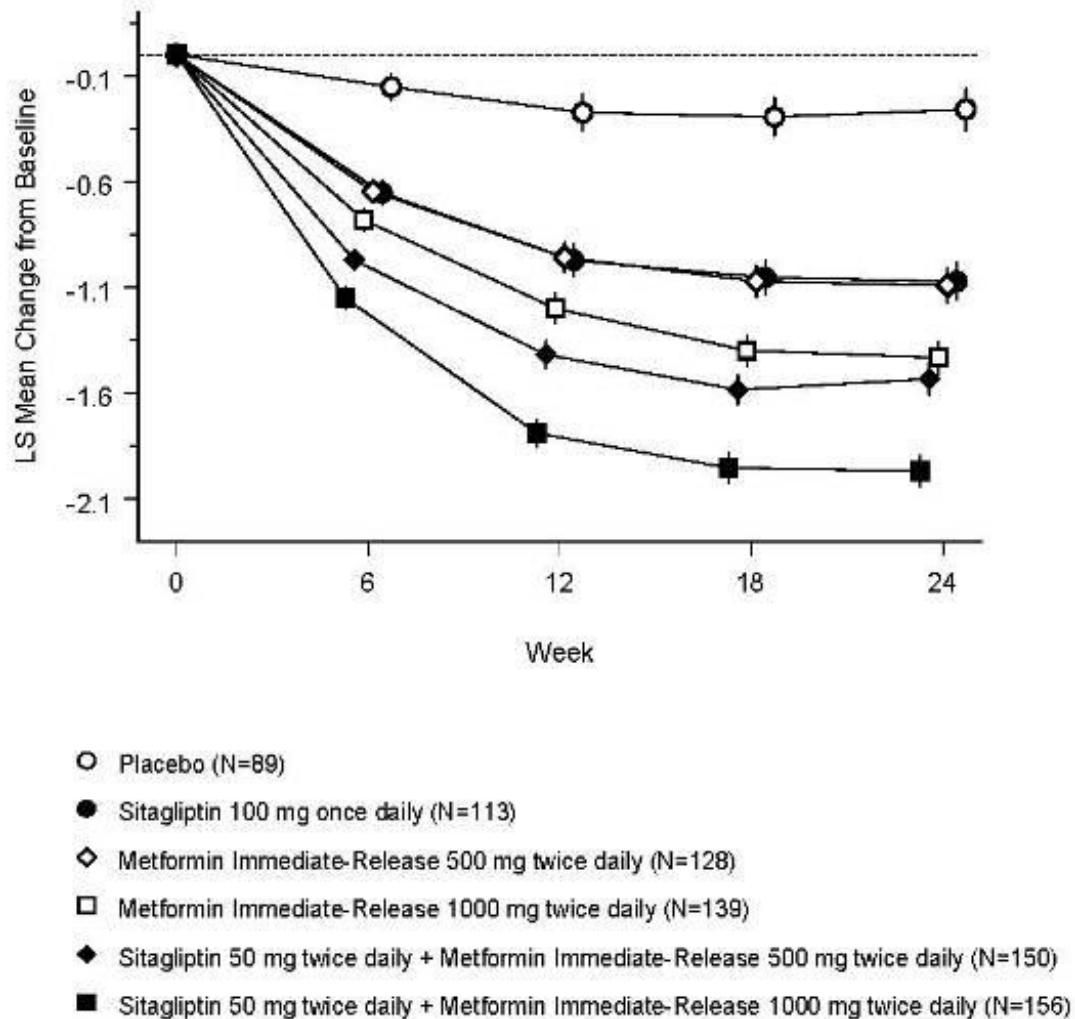 LS Mean Change from Baseline
-0.1
-0.6
-1.1
-1.6
-2.1
0 6 12 18 24
Week
Placebo (N=89)
Sitagliptin 100 mg once daily (N=113)
Metformin Immediate-Release 500 mg twice daily (N=128)
Metformin Immediate-Release 1000 mg twice daily (N=139)
Sitagliptin 50 mg twice daily + Metformin Immediate-Release 500 mg twice daily (N=150)
Sitagliptin 50 mg twice daily + Metformin Immediate-Release 1000 mg twice daily (N=156)